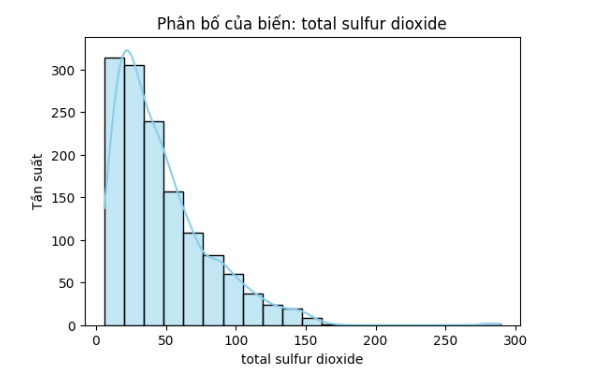 Phân bố của biến: total sulfur dioxide
Tần suất
300
250
200
150
100
50
0
0 50 100 150 200 250 300
total sulfur dioxide